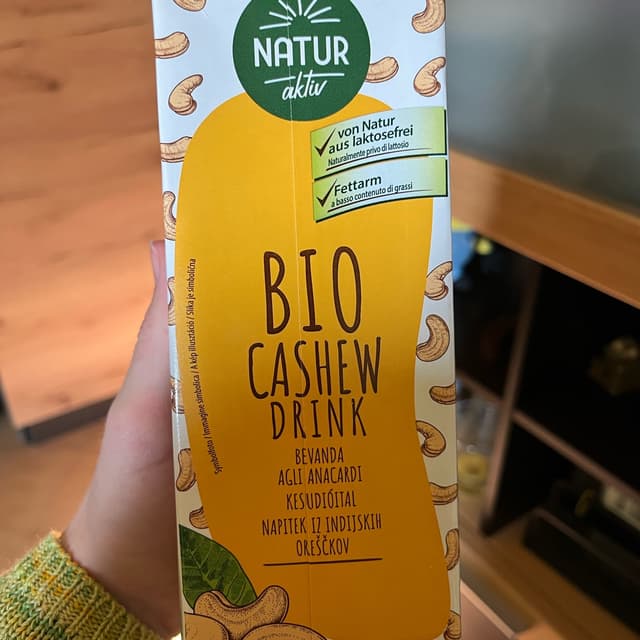 NATUR
aktiv
von Natur
aus laktosefrei
Naturalmente privo di lattosio
Fettarm
a basso contenuto di grassi
BIO
CASHEW
DRINK
BEVANDA
AGLI ANACARDI
KESUDIÓITAL
NAPITEK IZ INDIJSKIH
OREŠČKOV
Symbolfoto / Immagine simbolica / A kép illusztráció / Slika je simbolična